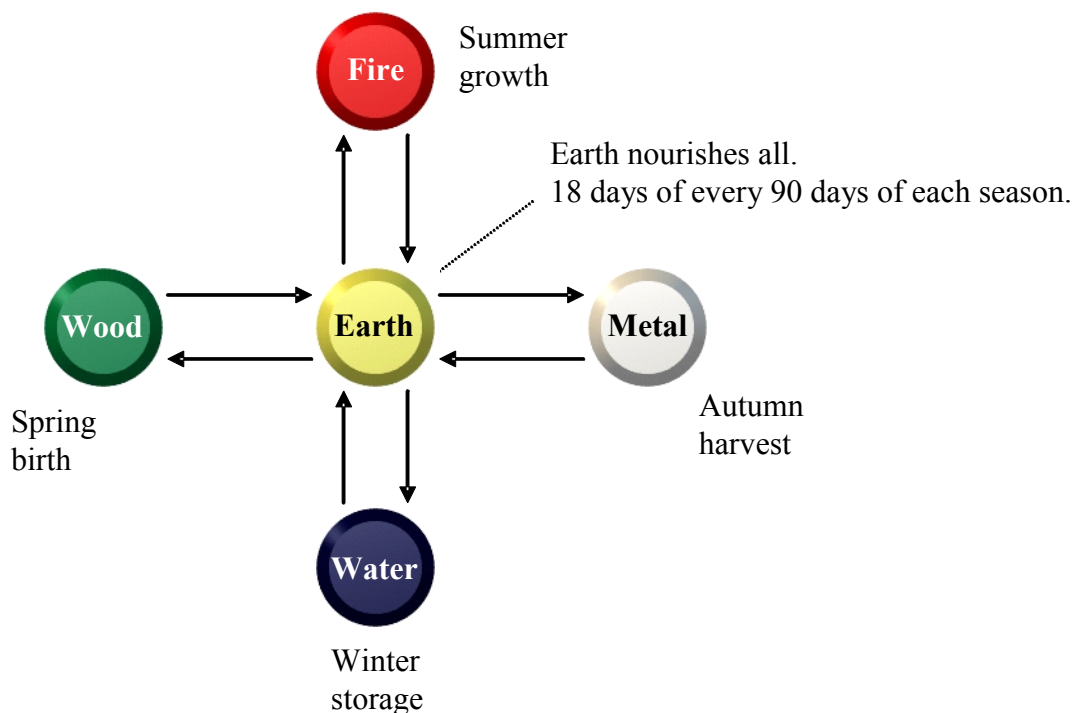 Fire
Summer
growth
Earth nourishes all.
18 days of every 90 days of each season.
Wood
Earth
Metal
Spring
birth
Autumn
harvest
Water
Winter
storage